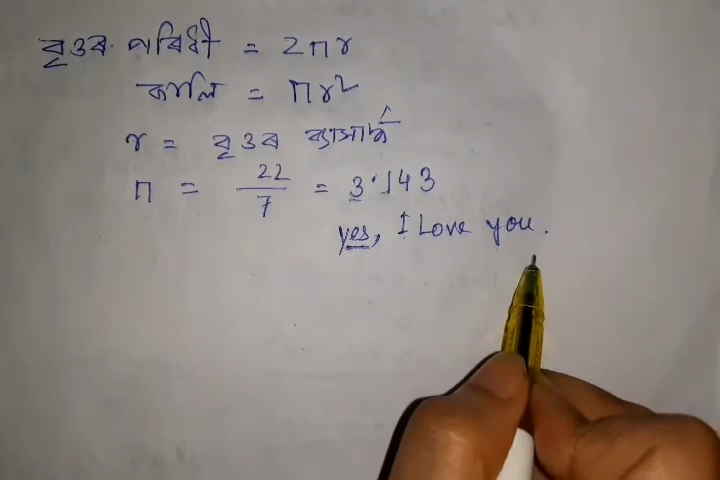 বৃত্তৰ পৰিধী = 2πr
কালি = πr²
r = বৃত্তৰ ব্যাসাৰ্দ্ধ
π = 22/7 = 3.143
yes, I Love you.